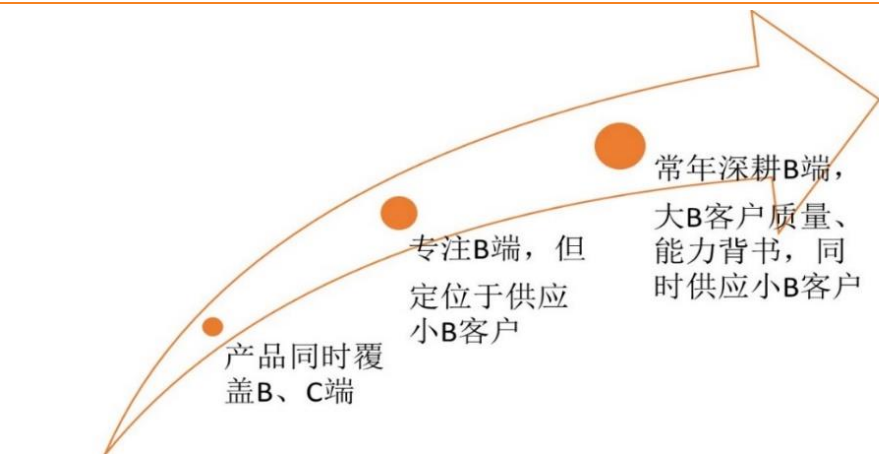 常年深耕B端，
大B客户质量、
能力背书，同
时供应小B客户
专注B端，但
定位于供应
小B客户
产品同时覆
盖B、C端